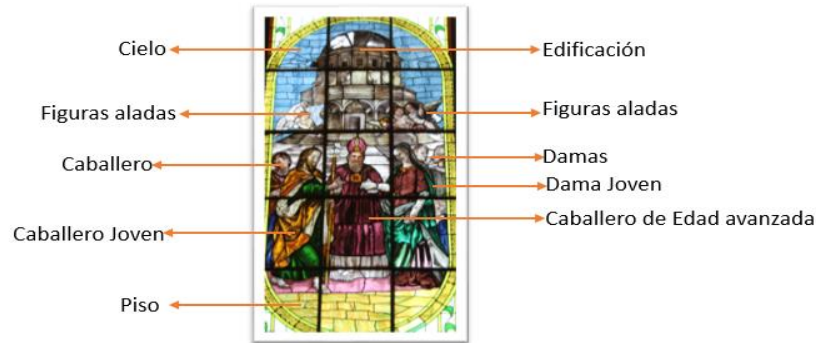 Cielo
Edificación
Figuras aladas
Figuras aladas
Caballero
Damas
Dama Joven
Caballero Joven
Caballero de Edad avanzada
Piso